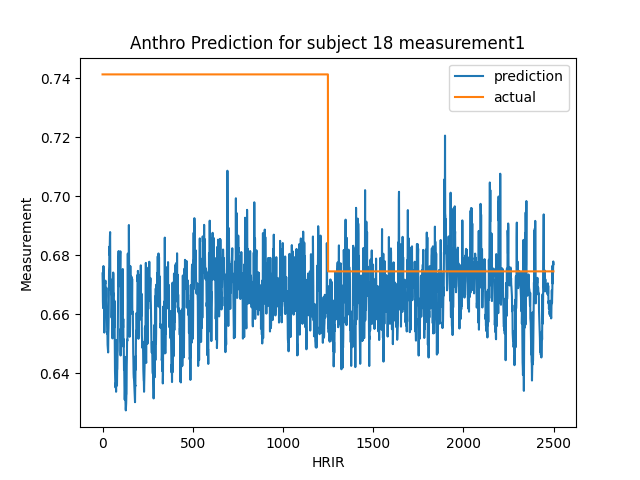 Anthro Prediction for subject 18 measurement1
prediction
actual
0.74
0.72
0.70
0.68
0.66
0.64
Measurement
0
500
1000
1500
2000
2500
HRIR